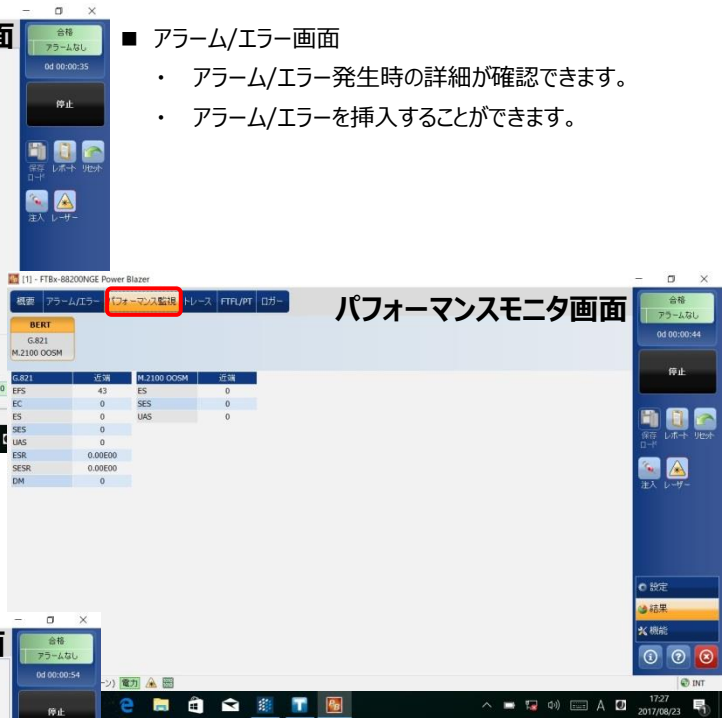 面
合格
アラームなし
0d 00:00:35
停止
保存
ロード
レポート
リセット
注入
レーザー
■ アラーム/エラー画面
・ アラーム/エラー発生時の詳細が確認できます。
・ アラーム/エラーを挿入することができます。
[1] - FTBx-88200NGE Power Blazer
概要 アラーム/エラー パフォーマンス監視 トレース FTFL/PT ロガー
パフォーマンスモニタ画面
BERT
G.821
M.2100 OOSM
G.821 近端
EFS 43
EC 0
ES 0
SES 0
UAS 0
ESR 0.00E00
SESR 0.00E00
DM 0
M.2100 OOSM 近端
ES 0
SES 0
UAS 0
合格
アラームなし
0d 00:00:44
停止
保存
ロード
レポート
リセット
注入
レーザー
設定
結果
機能
INT
合格
アラームなし
0d 00:00:54
停止
ーン) 電力
A
17:27
2017/08/23